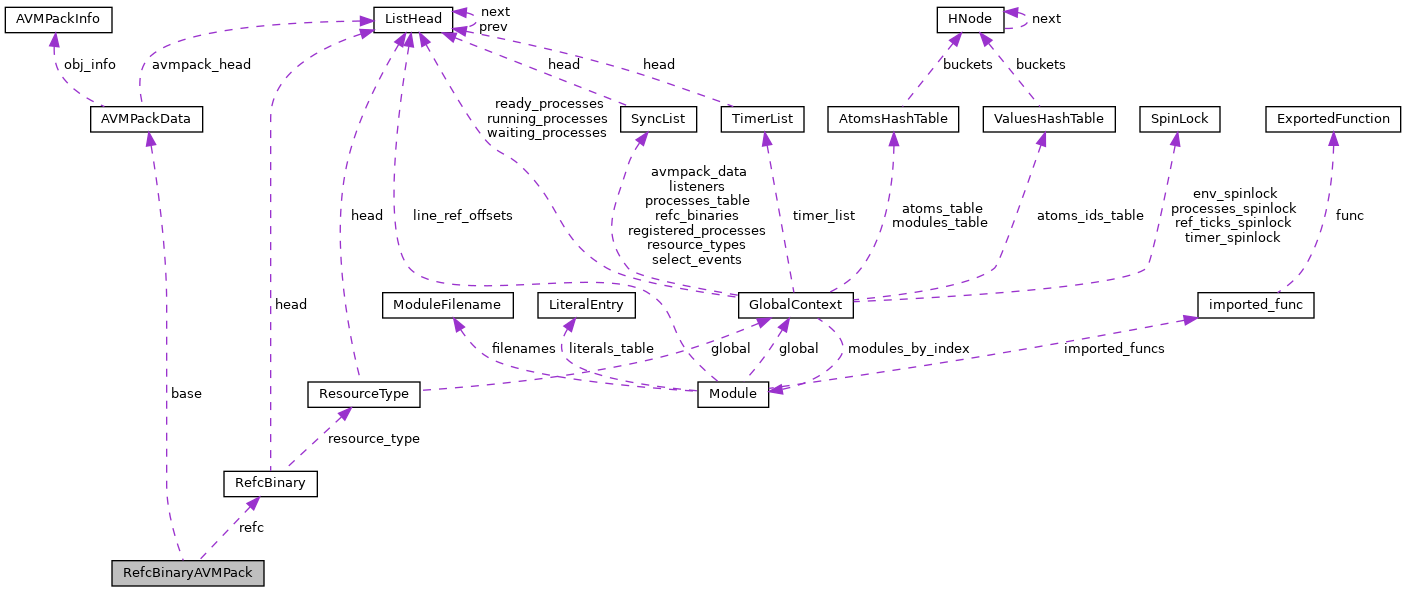 AVMPackInfo
ListHead
next
prev
HNode
next
obj_info
avmpack_head
head
head
buckets
buckets
AVMPackData
ready_processes
running_processes
waiting_processes
SyncList
TimerList
AtomsHashTable
ValuesHashTable
SpinLock
ExportedFunction
head
line_ref_offsets
avmpack_data
listeners
processes_table
refc_binaries
registered_processes
resource_types
select_events
timer_list
atoms_table
modules_table
atoms_ids_table
env_spinlock
processes_spinlock
ref_ticks_spinlock
timer_spinlock
func
head
ModuleFilename
LiteralEntry
GlobalContext
imported_func
filenames
literals_table
global
global
modules_by_index
imported_funcs
base
ResourceType
Module
resource_type
RefcBinary
refc
RefcBinaryAVMPack